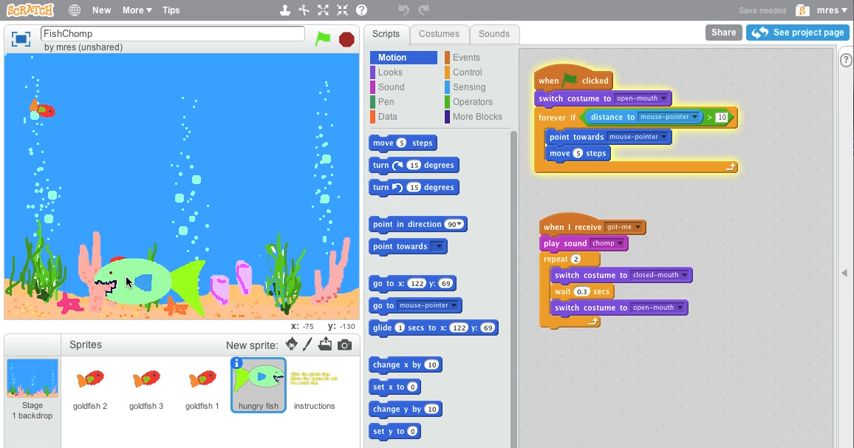 SCRATCH New More Tips Save needed mres
FishChomp
by mres (unshared)
Scripts Costumes Sounds
Share See project page
Motion Events
Looks Control
Sound Sensing
Pen Operators
Data More Blocks
move 5 steps
turn 15 degrees
turn 15 degrees
point in direction 90
point towards
go to x: 122 y: 69
go to mouse-pointer
glide 1 secs to x: 122 y: 69
change x by 10
set x to 0
change y by 10
set y to 0
when clicked
switch costume to open-mouth
forever if distance to mouse-pointer > 10
point towards mouse-pointer
move 5 steps
when I receive got-me
play sound chomp
repeat 2
switch costume to closed-mouth
wait 0.3 secs
switch costume to open-mouth
x: -75 y: -130
Sprites New sprite:
Stage
1 backdrop
goldfish 2 goldfish 3 goldfish 1 hungry fish instructions